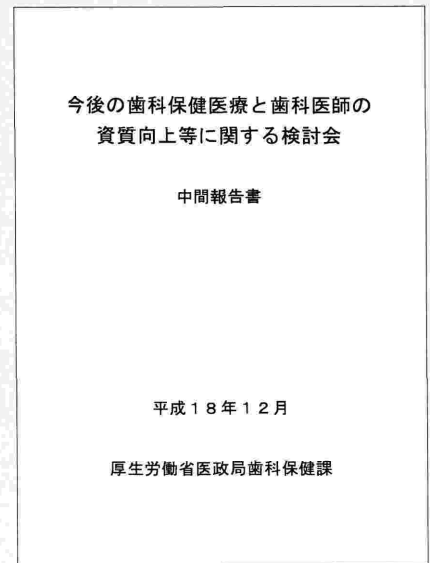 今後の歯科保健医療と歯科医師の
資質向上等に関する検討会
中間報告書
平成18年12月
厚生労働省医政局歯科保健課